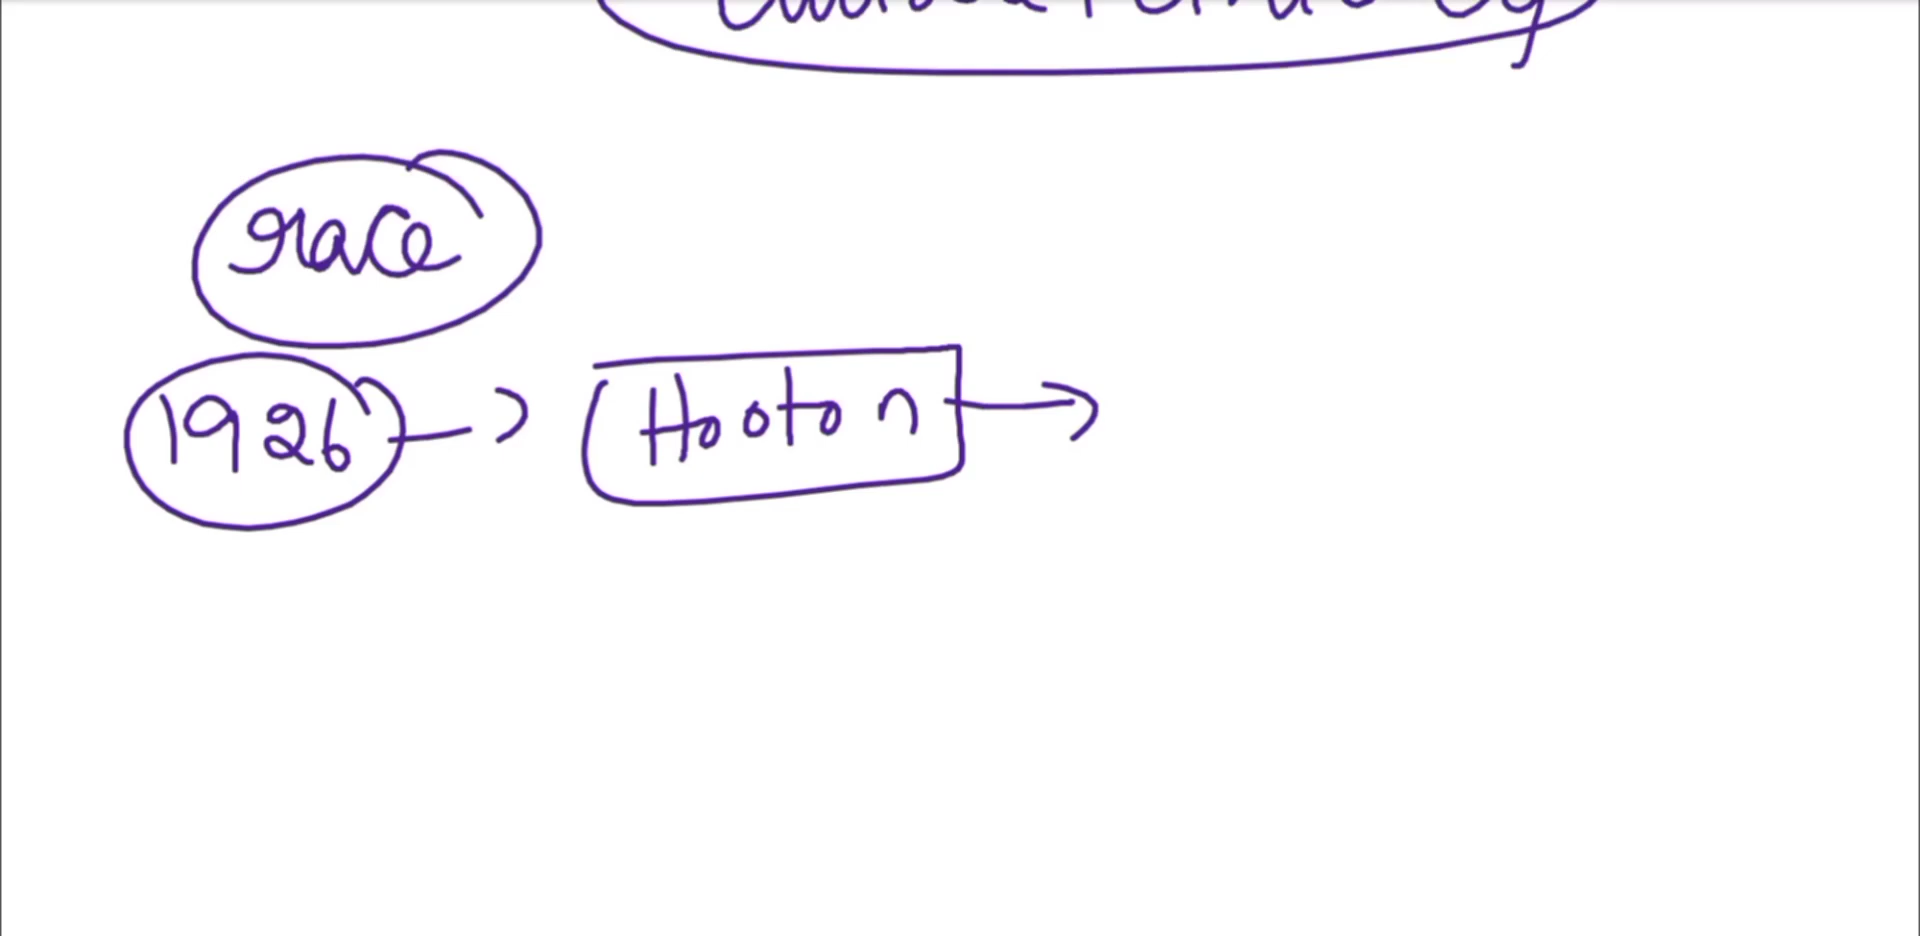 race
1926 → Hooton →